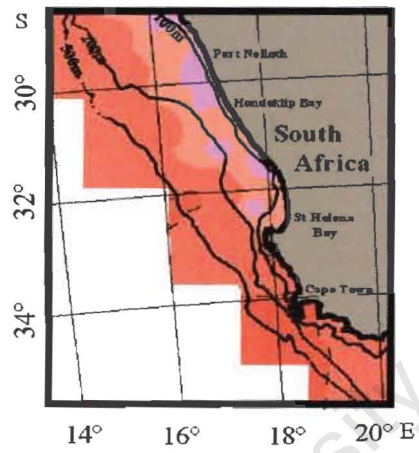 S
100m
200m
500m
Port Nolloth
30°
Hondeklip Bay
South
Africa
32°
St Helena
Bay
Cape Town
34°
14° 16° 18° 20° E